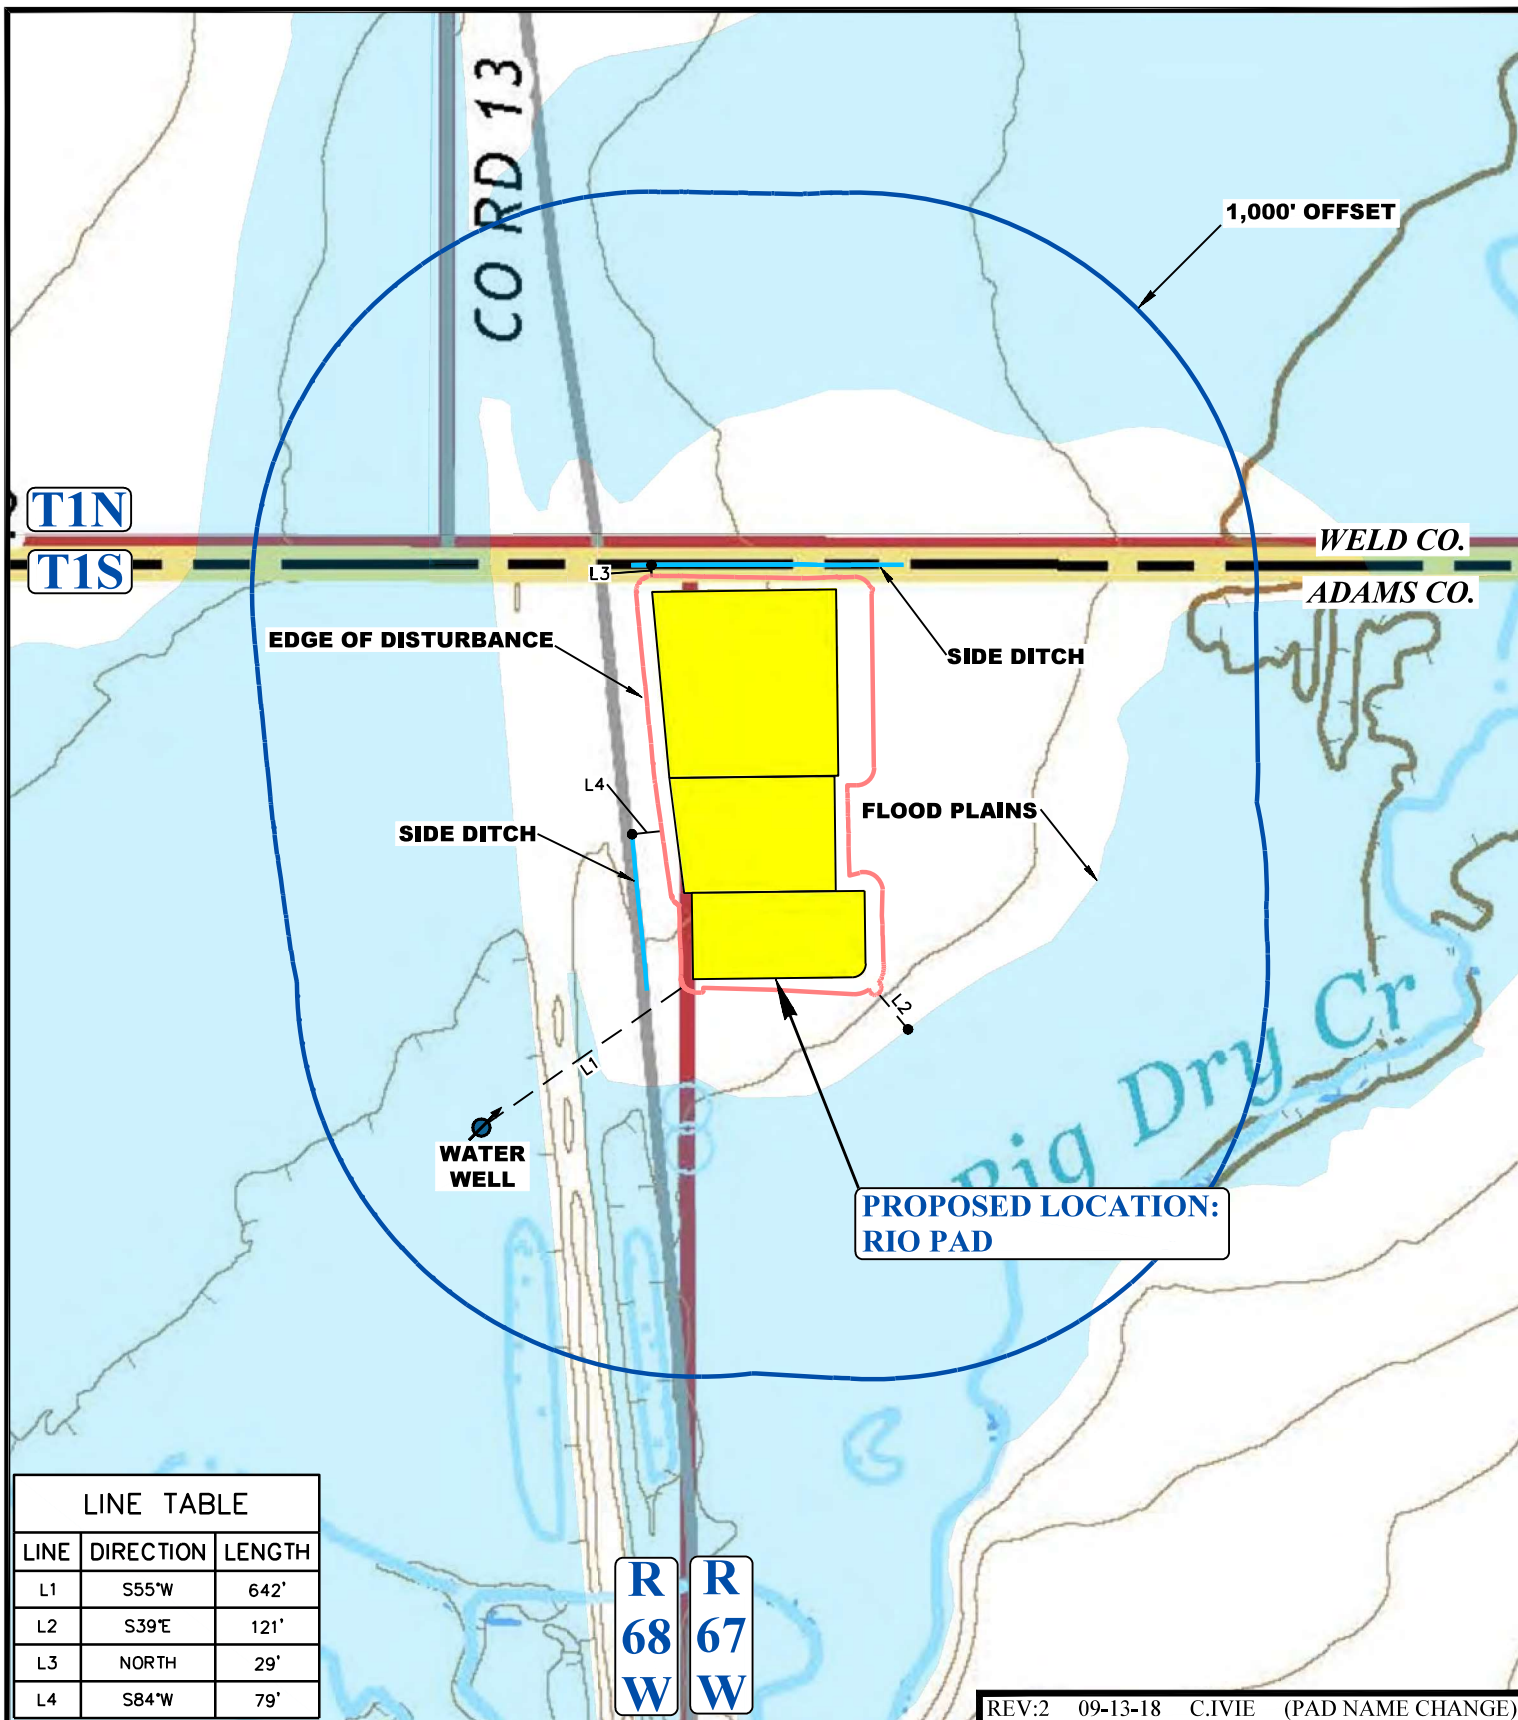 CO RD 13
1,000' OFFSET
T1N
T1S
WELD CO.
ADAMS CO.
L3
EDGE OF DISTURBANCE
SIDE DITCH
L4
FLOOD PLAINS
SIDE DITCH
L2
L1
Big Dry Cr
WATER
WELL
PROPOSED LOCATION:
RIO PAD
LINE TABLE
LINE DIRECTION LENGTH
L1 S55°W 642'
L2 S39°E 121'
L3 NORTH 29'
L4 S84°W 79'
R R
68 67
W W
REV:2 09-13-18 C.IVIE (PAD NAME CHANGE)